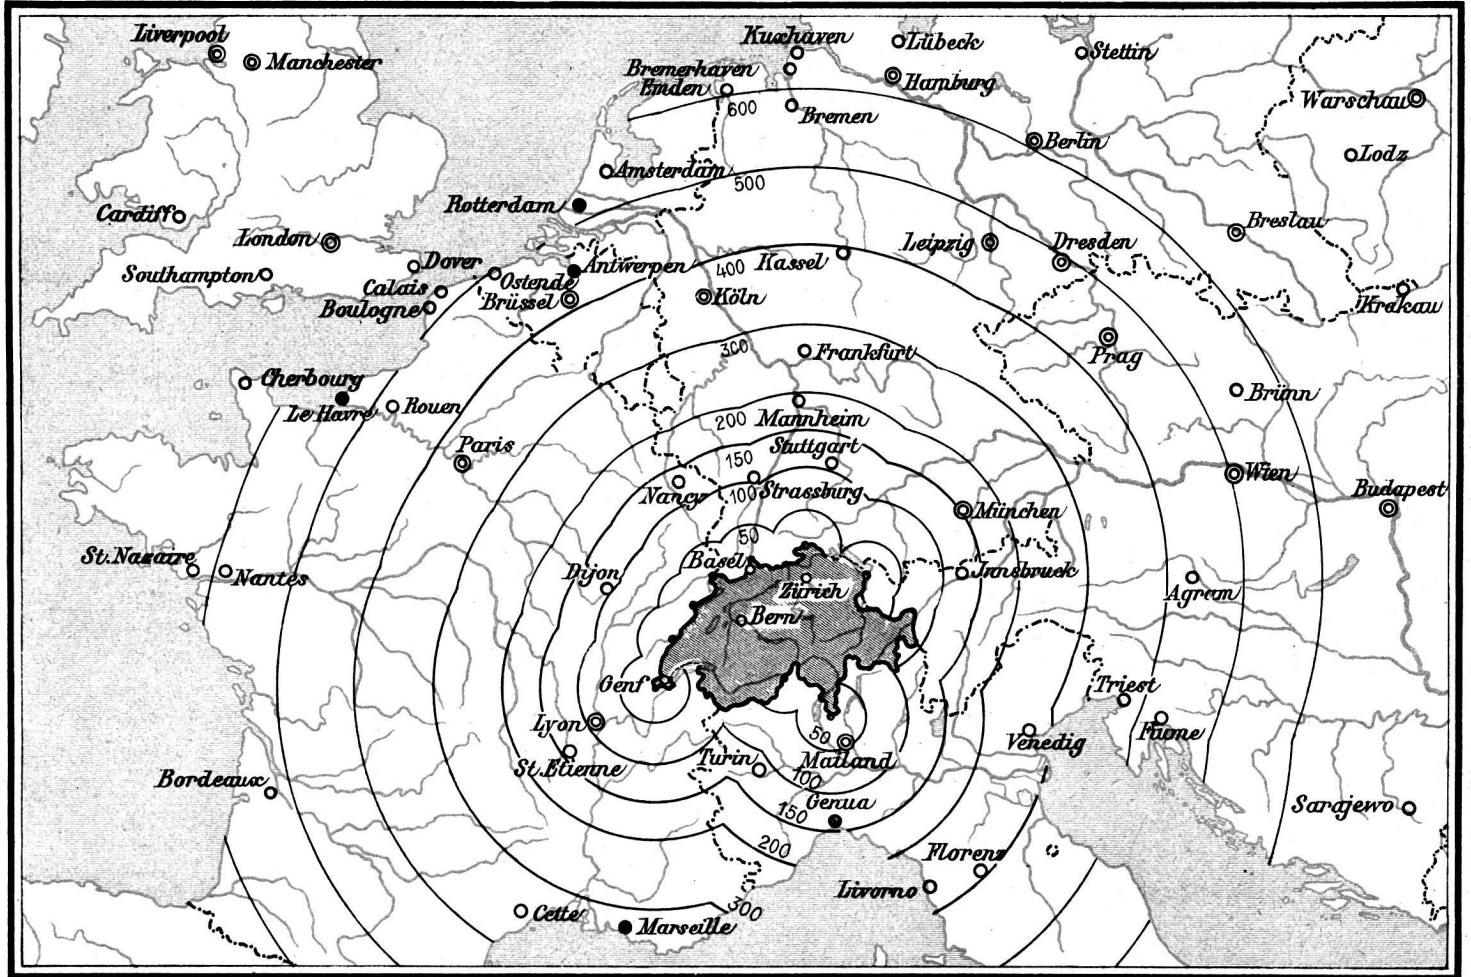 Liverpool
Manchester
Kuxhaven
Lübeck
Stettin
Bremerhaven
Emden
Hamburg
Warschau
600
Bremen
Berlin
Lodz
Amsterdam
500
Rotterdam
Cardiff
London
Leipzig
Dresden
Breslau
Dover
Antwerpen
400
Kassel
Southampton
Calais
Ostende
Brüssel
Köln
Boulogne
Krakau
300
Frankfurt
Prag
Cherbourg
Le Havre
Rouen
200
Mannheim
Brünn
Paris
150
Stuttgart
Wien
Nancy
100
Strassburg
München
Budapest
50
St. Nazaire
Nantes
Dijon
Basel
Zürich
Innsbruck
Agram
Bern
Genf
Triest
Lyon
50
Venedig
Fiume
St. Etienne
Turin
Mailand
100
Bordeaux
Genua
150
Sarajewo
200
Florenz
Livorno
300
Cette
Marseille